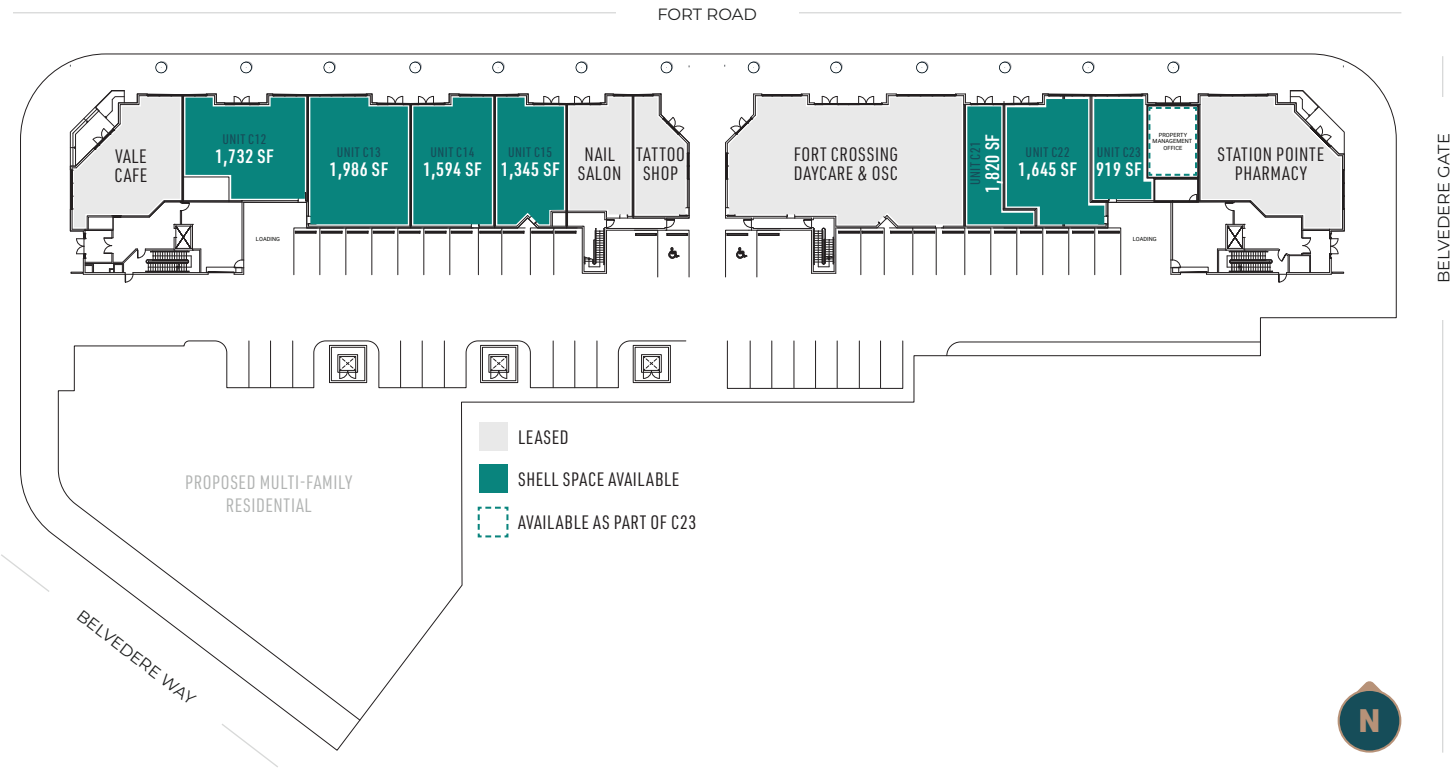 FORT ROAD
VALE
CAFE
UNIT C12
1,732 SF
UNIT C13
1,986 SF
UNIT C14
1,594 SF
UNIT C15
1,345 SF
NAIL
SALON
TATTOO
SHOP
FORT CROSSING
DAYCARE & OSC
UNIT C21
1,820 SF
UNIT C22
1,645 SF
UNIT C23
919 SF
PROPERTY
MANAGEMENT
OFFICE
STATION POINTE
PHARMACY
BELVEDERE GATE
LOADING
LOADING
LEASED
SHELL SPACE AVAILABLE
AVAILABLE AS PART OF C23
PROPOSED MULTI-FAMILY
RESIDENTIAL
BELVEDERE WAY
N